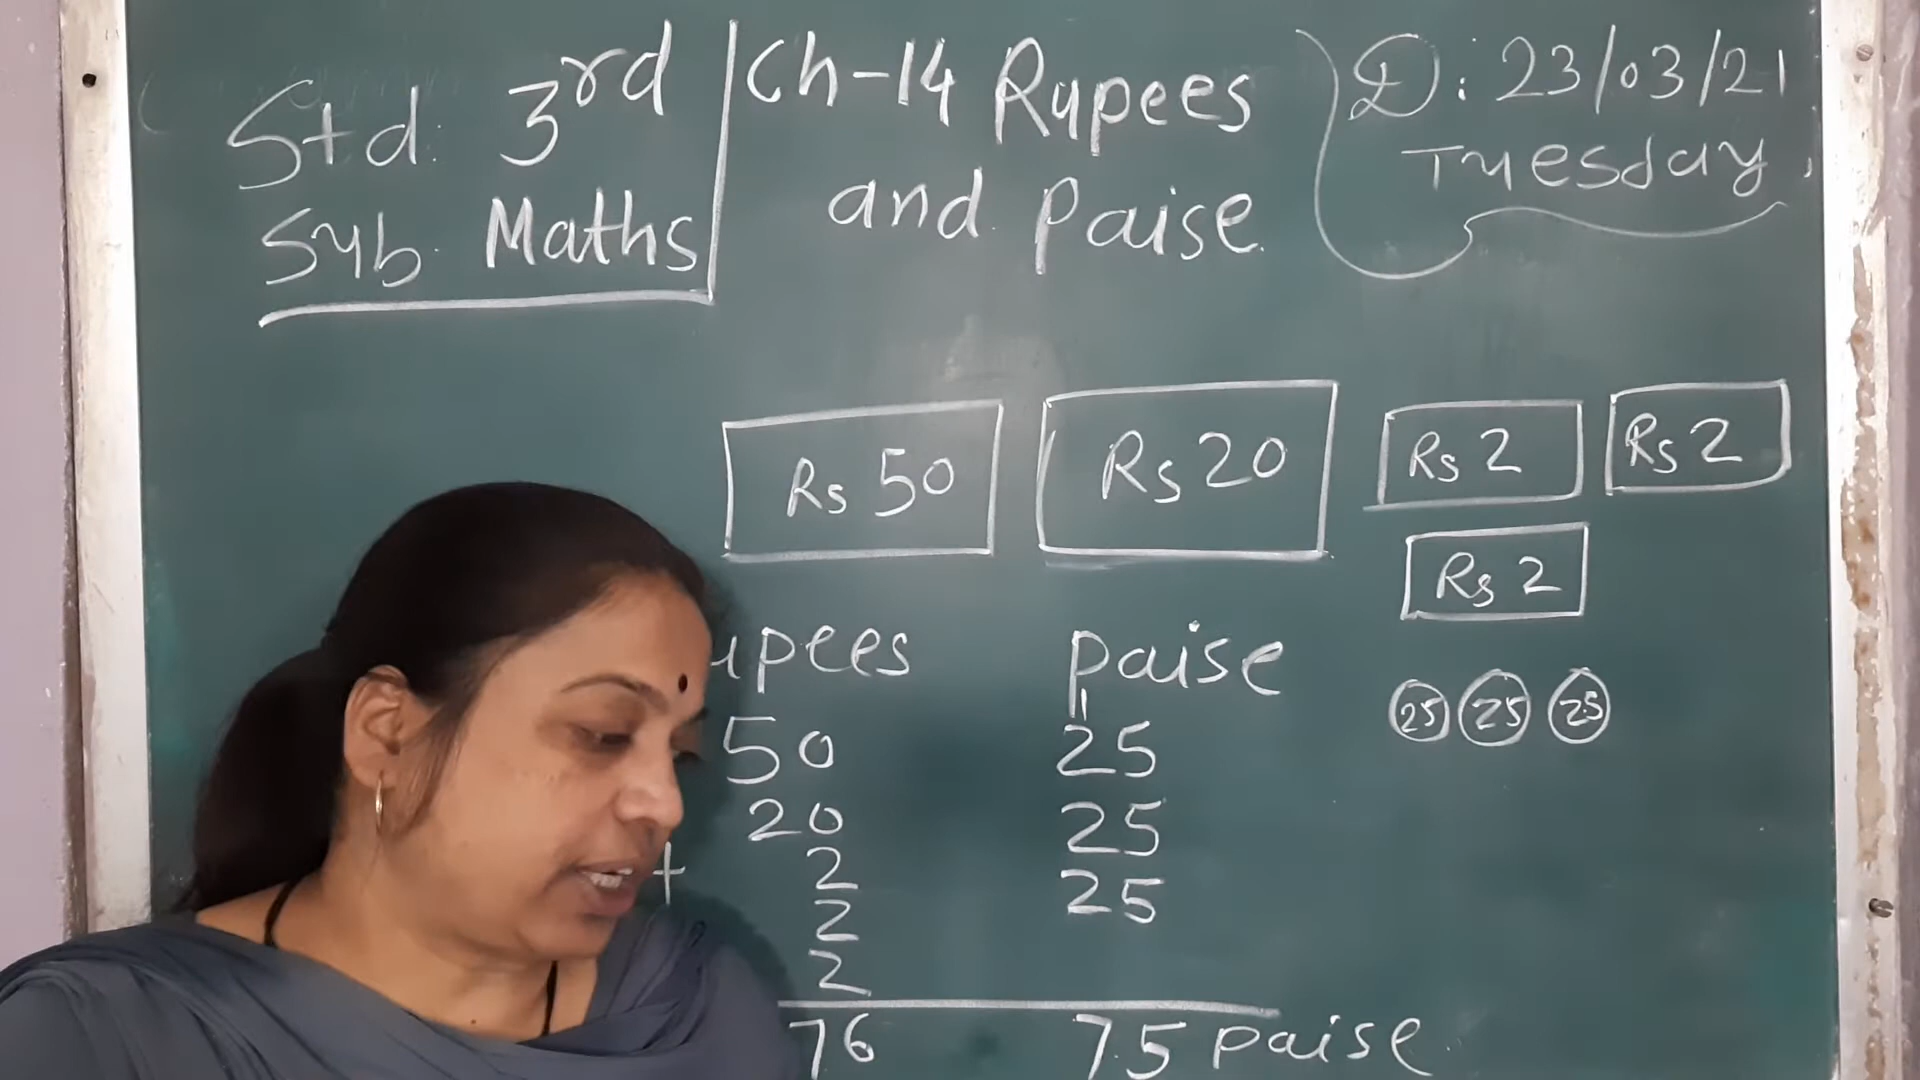 Std: 3rd
Sub. Maths
Ch-14 Rupees
and Paise.
D: 23/03/21
Tuesday.
Rs 50
Rs 20
Rs 2
Rs 2
Rs 2
upees paise
50 25
20 25
+ 2 25
2
2
76 75 paise
25 25 25